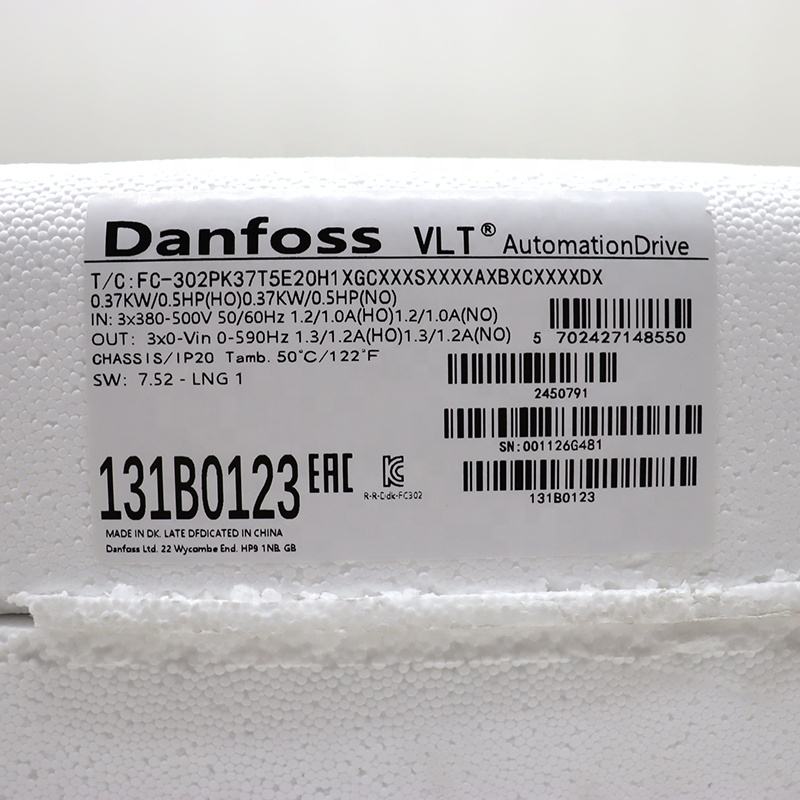 Danfoss VLT® AutomationDrive
T/C:FC-302PK37T5E20H1XGCXXXSXXXXAXBXCXXXXDX
0.37KW/0.5HP(HO)0.37KW/0.5HP(NO)
IN: 3x380-500V 50/60Hz 1.2/1.0A(HO)1.2/1.0A(NO)
OUT: 3x0-Vin 0-590Hz 1.3/1.2A(HO)1.3/1.2A(NO)
5 702427148550
CHASSIS/IP20 Tamb. 50°C/122°F
SW: 7.52 - LNG 1
2450791
SN:001126G481
131B0123
EAC
R-R-Ddk-FC302
131B0123
MADE IN DK. LATE DFDICATED IN CHINA
Danfoss Ltd. 22 Wycombe End. HP9 1NB. GB